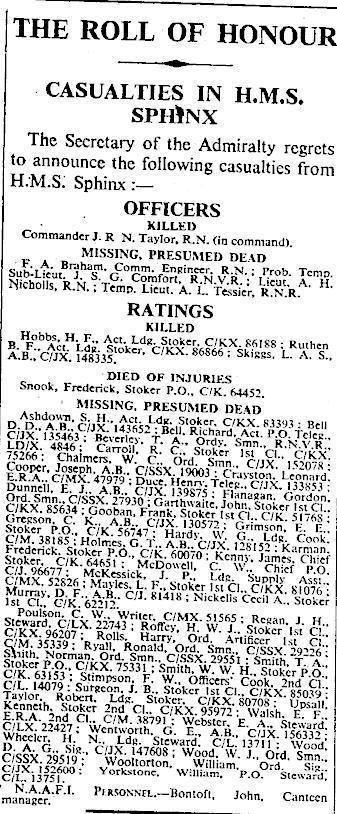 THE ROLL OF HONOUR
CASUALTIES IN H.M.S.
SPHINX
The Secretary of the Admiralty regrets
to announce the following casualties from
H.M.S. Sphinx :—
OFFICERS
KILLED
Commander J. R N. Taylor, R.N. (in command).
MISSING, PRESUMED DEAD
F. A. Braham, Comm. Engineer, R.N. ; Prob. Temp.
Sub-Lieut. J. S. G. Comfort, R.N.V.R. ; Lieut. A. H.
Nicholls, R.N. ; Temp. Lieut. A. L. Tessier, R.N.R.
RATINGS
KILLED
Hobbs, H. F., Act. Ldg. Stoker, C/KX. 86188 ; Ruthen
B. F., Act. Ldg. Stoker, C/KX. 86866 ; Skiggs, L. A. S.,
A.B., C/JX. 148335.
DIED OF INJURIES
Snook, Frederick, Stoker P.O., C/K. 64452.
MISSING, PRESUMED DEAD
Ashdown, S. H., Act. Ldg. Stoker, C/KX. 83393 ; Bell
D. D., A.B., C/JX. 143652 ; Bell, Richard, Act. P.O. Teleg.,
C/JX. 135463 ; Beverley, T. A., Ordy. Smn., R.N.V.R.,
LD/X. 4846 ; Carroll, R. C., Stoker 1st Cl., C/KX.
75266 ; Chalmers, W. C., Ord. Smn., C/JX. 152078 ;
Cooper, Joseph, A.B., C/SSX. 19003 ; Crayston, Leonard,
E.R.A., C/MX. 47979 ; Duce, Henry, Teleg., C/JX. 133853 ;
Dunnell, E. J., A.B., C/JX. 139875 ; Flanagan, Gordon,
Ord. Smn., C/SSX. 27930 ; Garthwaite, John, Stoker 1st Cl.,
C/KX. 85634 ; Gooban, Frank, Stoker 1st Cl., C/K. 51768 ;
Gregson, C. K., A.B., C/JX. 130572 ; Grimson, E. E.,
Stoker P.O., C/K. 56747 ; Hardy, W. G., Ldg. Cook,
C/M. 38185 ; Holmes, G. T., A.B., C/JX. 128152 ; Karman,
Frederick, Stoker P.O., C/K. 60070 ; Kenny, James, Chief
Stoker, C/K. 64651 ; McDowell, C. W., Chief P.O.,
C/J. 96677 ; McKessick, J. P., Ldg. Supply Asst.,
C/MX. 52826 ; Mayles, L. F., Stoker 1st Cl., C/KX. 81076 ;
Murray, D. F., A.B., C/J. 81418 ; Nickells Cecil A., Stoker
1st Cl., C/K. 62212.
Poulson, C. W., Writer, C/MX. 51565 ; Regan, J. H.,
Steward, C/LX. 22743 ; Roffey, H. W. J., Stoker 1st Cl.,
C/KX. 96207 ; Rolls, Harry, Ord. Artificer 1st Cl.,
C/M. 35339 ; Ryall, Ronald, Ord. Smn., C/SSX. 29226 ;
Smith, Norman, Ord. Smn., C/SSX. 29551 ; Smith, T. A.,
Stoker P.O., C/KX. 75331 ; Smith, W. W. H., Stoker P.O.,
C/K. 63153 ; Stimpson, F. W., Officers' Cook, 2nd Cl.,
C/L. 14079 ; Surgeon, J. B., Stoker 1st Cl., C/KX. 85039 ;
Taylor, Robert, Ldg. Stoker, C/KX. 80708 ; Upsall,
Kenneth, Stoker 2nd Cl., C/KX. 95972 ; Walsh, E. F.,
E.R.A. 2nd Cl., C/M. 38791 ; Webster, E. A., Steward,
C/LX. 22427 ; Wentworth, G. E., A.B., C/JX. 156332 ;
Wheeler, H. N., Ldg. Steward, C/L. 13711 ; Wood,
D. A. G., Sig., C/JX. 147608 ; Wood, W. J., Ord. Smn.,
C/SSX. 29519 ; Wooltorton, William, Ord. Sig.,
C/JX. 152600 ; Yorkstone, William, P.O. Steward,
C/L. 13751.
N.A.A.F.I. PERSONNEL.—Bontoft, John, Canteen
manager.